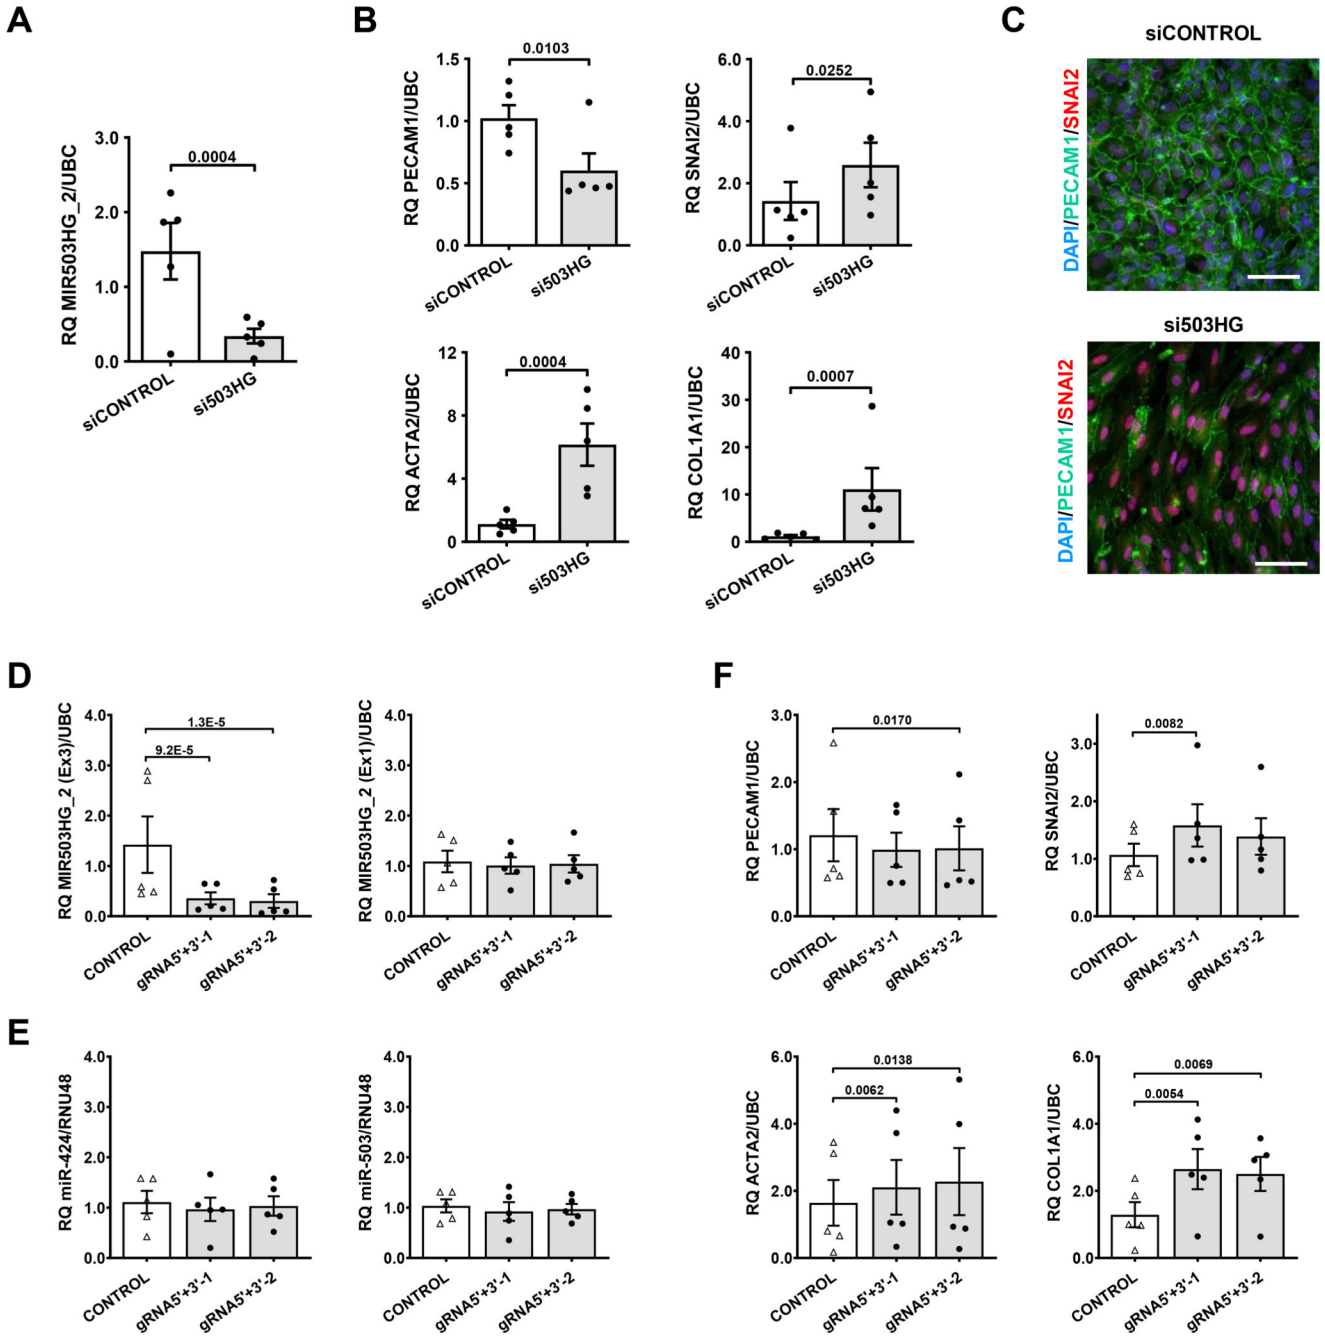 A
RQ MIR503HG_2/UBC
3.0
2.0
1.0
0.0
0.0004
siCONTROL
si503HG
B
RQ PECAM1/UBC
1.5
1.0
0.5
0.0
0.0103
siCONTROL
si503HG
RQ SNAI2/UBC
6.0
4.0
2.0
0.0
0.0252
siCONTROL
si503HG
RQ ACTA2/UBC
12
8
4
0
0.0004
siCONTROL
si503HG
RQ COL1A1/UBC
40
30
20
10
0
0.0007
siCONTROL
si503HG
C
siCONTROL
DAPI/PECAM1/SNAI2
si503HG
DAPI/PECAM1/SNAI2
D
RQ MIR503HG_2 (Ex3)/UBC
4.0
3.0
2.0
1.0
0.0
1.3E-5
9.2E-5
CONTROL
gRNA5'+3'-1
gRNA5'+3'-2
RQ MIR503HG_2 (Ex1)/UBC
4.0
3.0
2.0
1.0
0.0
CONTROL
gRNA5'+3'-1
gRNA5'+3'-2
E
RQ miR-424/RNU48
4.0
3.0
2.0
1.0
0.0
CONTROL
gRNA5'+3'-1
gRNA5'+3'-2
RQ miR-503/RNU48
4.0
3.0
2.0
1.0
0.0
CONTROL
gRNA5'+3'-1
gRNA5'+3'-2
F
RQ PECAM1/UBC
3.0
2.0
1.0
0.0
0.0170
CONTROL
gRNA5'+3'-1
gRNA5'+3'-2
RQ SNAI2/UBC
3.0
2.0
1.0
0.0
0.0082
CONTROL
gRNA5'+3'-1
gRNA5'+3'-2
RQ ACTA2/UBC
6.0
4.0
2.0
0.0
0.0138
0.0062
CONTROL
gRNA5'+3'-1
gRNA5'+3'-2
RQ COL1A1/UBC
6.0
4.0
2.0
0.0
0.0069
0.0054
CONTROL
gRNA5'+3'-1
gRNA5'+3'-2